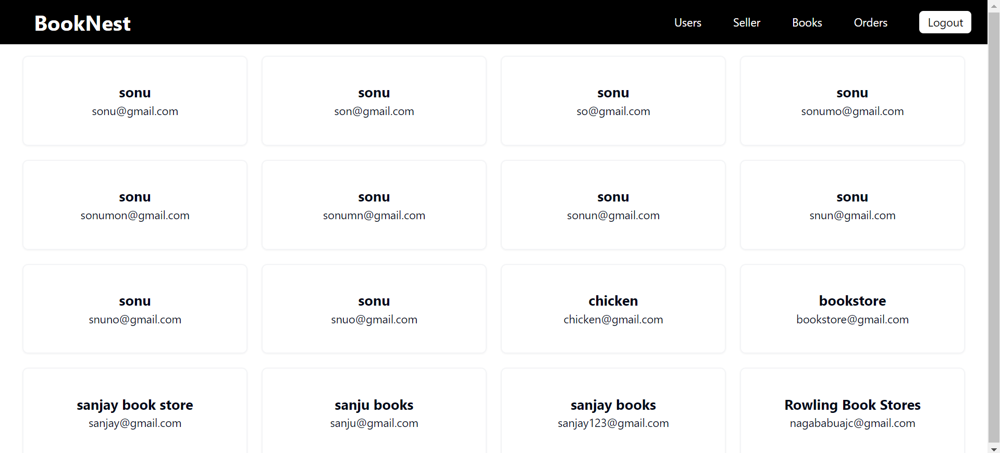 BookNest
Users Seller Books Orders Logout
sonu
sonu@gmail.com
sonu
son@gmail.com
sonu
so@gmail.com
sonu
sonumo@gmail.com
sonu
sonumon@gmail.com
sonu
sonumn@gmail.com
sonu
sonun@gmail.com
sonu
snun@gmail.com
sonu
snuno@gmail.com
sonu
snuo@gmail.com
chicken
chicken@gmail.com
bookstore
bookstore@gmail.com
sanjay book store
sanjay@gmail.com
sanju books
sanju@gmail.com
sanjay books
sanjay123@gmail.com
Rowling Book Stores
nagababuajc@gmail.com